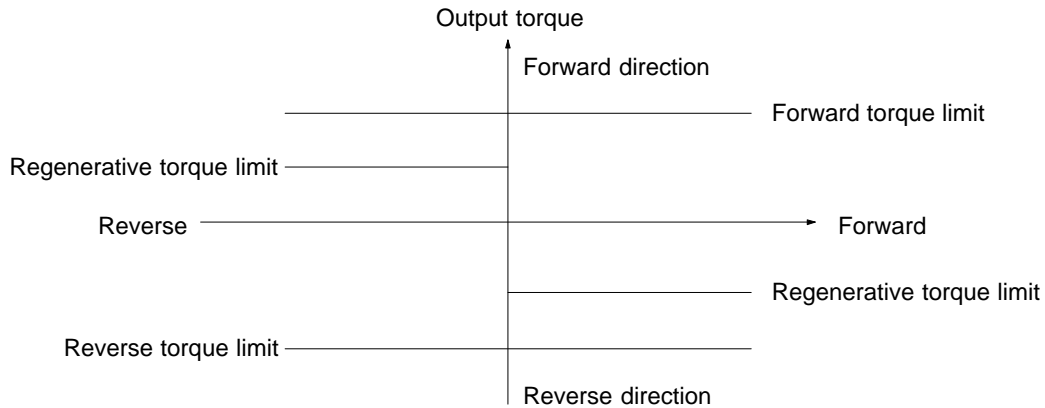 Output torque
Forward direction
Forward torque limit
Regenerative torque limit
Reverse
Forward
Regenerative torque limit
Reverse torque limit
Reverse direction